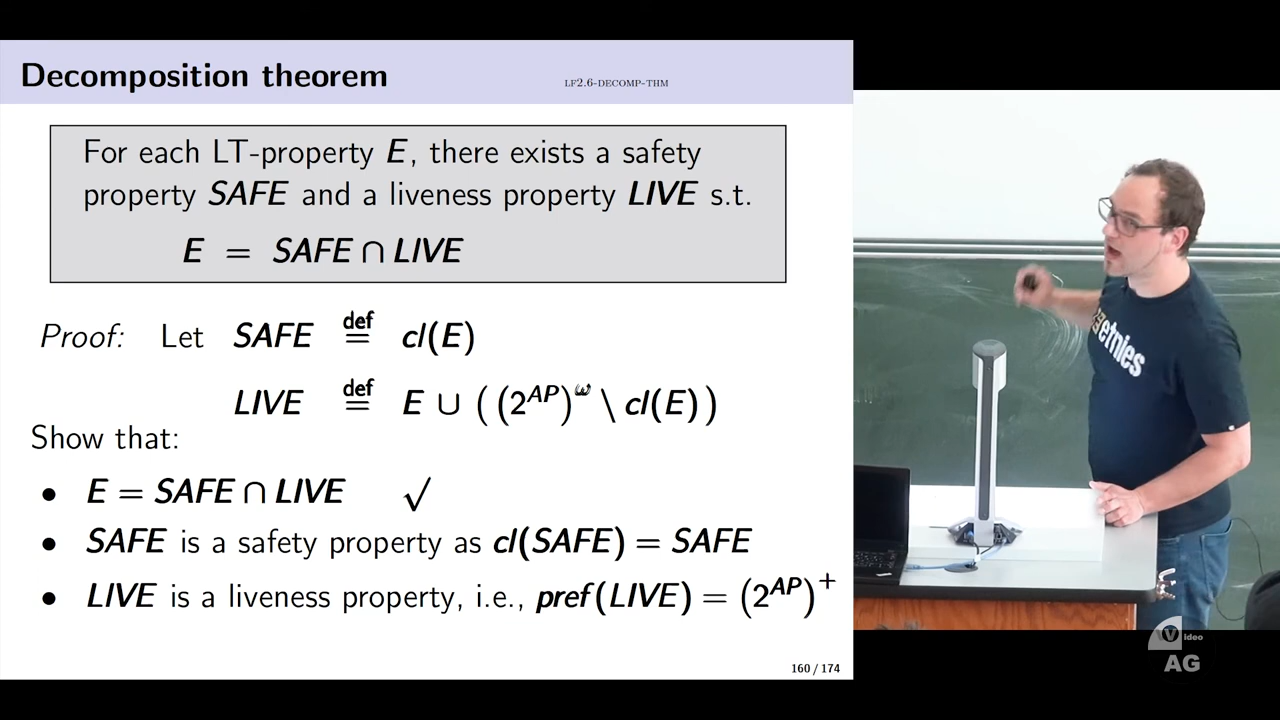 Decomposition theorem
LF2.6-DECOMP-THM
For each LT-property E, there exists a safety
property SAFE and a liveness property LIVE s.t.
E = SAFE ∩ LIVE
Proof: Let SAFE ≝ cl(E)
LIVE ≝ E ∪ ((2^AP)^ω \ cl(E))
Show that:
• E = SAFE ∩ LIVE √
• SAFE is a safety property as cl(SAFE) = SAFE
• LIVE is a liveness property, i.e., pref(LIVE) = (2^AP)^+
160 / 174
etnies
Video
AG